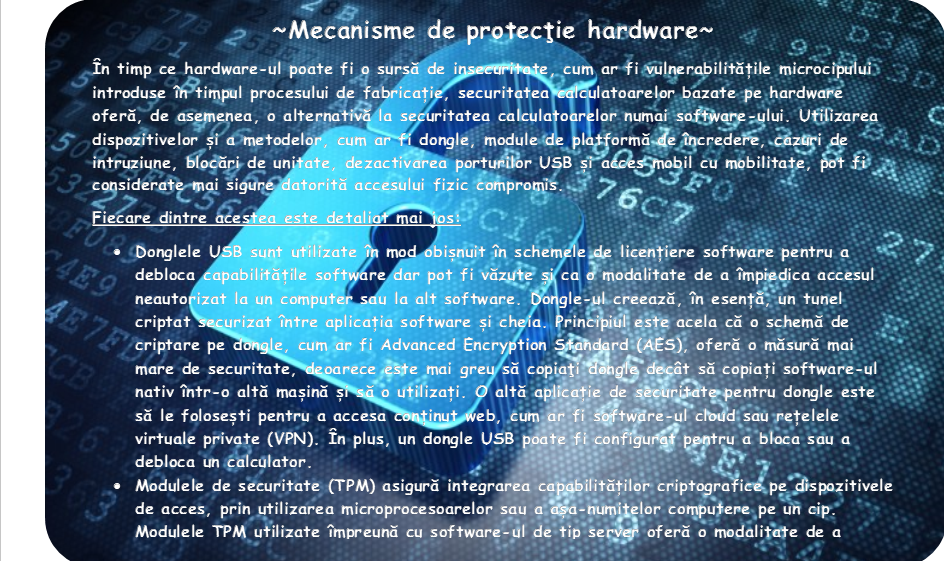 ~Mecanisme de protecţie hardware~
În timp ce hardware-ul poate fi o sursă de insecuritate, cum ar fi vulnerabilitățile microcipului
introduse în timpul procesului de fabricație, securitatea calculatoarelor bazate pe hardware
oferă, de asemenea, o alternativă la securitatea calculatoarelor numai software-ului. Utilizarea
dispozitivelor și a metodelor, cum ar fi dongle, module de platformă de încredere, cazuri de
intruziune, blocări de unitate, dezactivarea porturilor USB și acces mobil cu mobilitate, pot fi
considerate mai sigure datorită accesului fizic compromis.
Fiecare dintre acestea este detaliat mai jos:
• Donglele USB sunt utilizate în mod obișnuit în schemele de licențiere software pentru a
debloca capabilitățile software dar pot fi văzute și ca o modalitate de a împiedica accesul
neautorizat la un computer sau la alt software. Dongle-ul creează, în esență, un tunel
criptat securizat între aplicația software și cheia. Principiul este acela că o schemă de
criptare pe dongle, cum ar fi Advanced Encryption Standard (AES), oferă o măsură mai
mare de securitate, deoarece este mai greu să copiaţi dongle decât să copiați software-ul
nativ într-o altă mașină și să o utilizați. O altă aplicație de securitate pentru dongle este
să le folosești pentru a accesa conținut web, cum ar fi software-ul cloud sau rețelele
virtuale private (VPN). În plus, un dongle USB poate fi configurat pentru a bloca sau a
debloca un calculator.
• Modulele de securitate (TPM) asigură integrarea capabilităților criptografice pe dispozitivele
de acces, prin utilizarea microprocesoarelor sau a așa-numitelor computere pe un cip.
Modulele TPM utilizate împreună cu software-ul de tip server oferă o modalitate de a